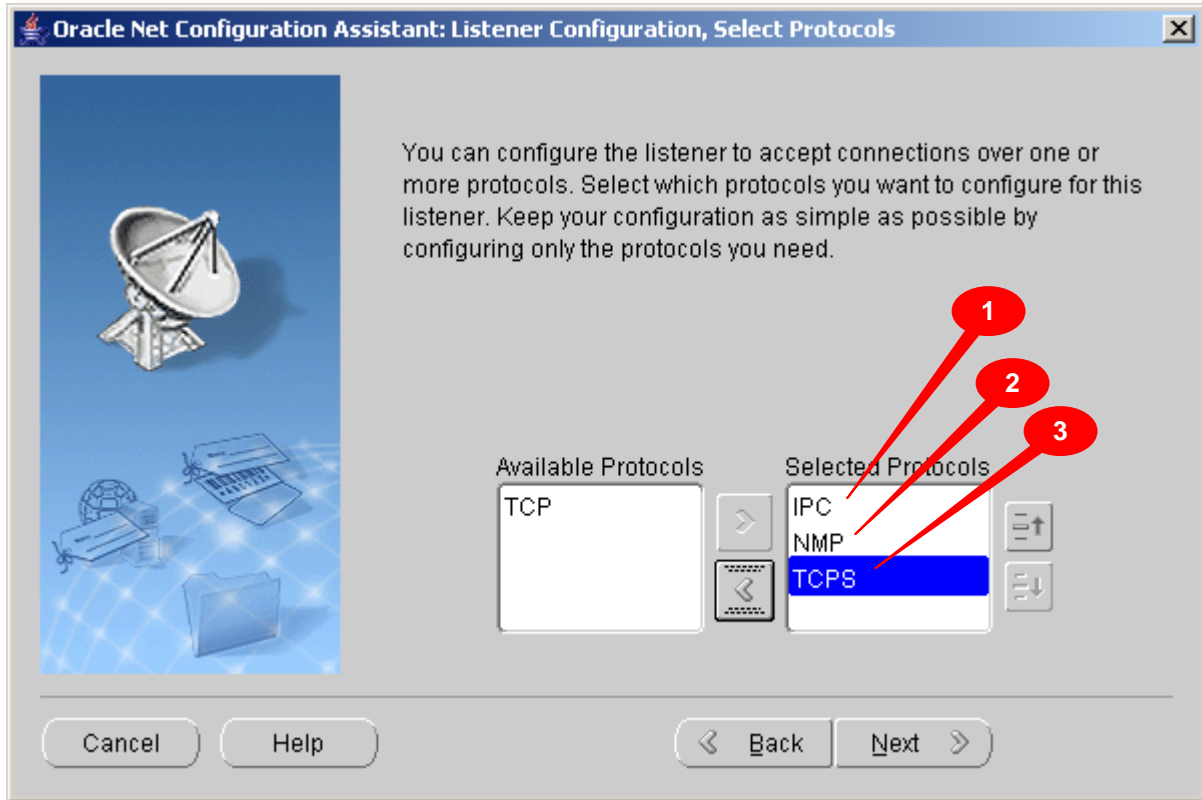 Oracle Net Configuration Assistant: Listener Configuration, Select Protocols
You can configure the listener to accept connections over one or
more protocols. Select which protocols you want to configure for this
listener. Keep your configuration as simple as possible by
configuring only the protocols you need.
1
2
3
Available Protocols
Selected Protocols
TCP
IPC
NMP
TCPS
Cancel
Help
Back
Next